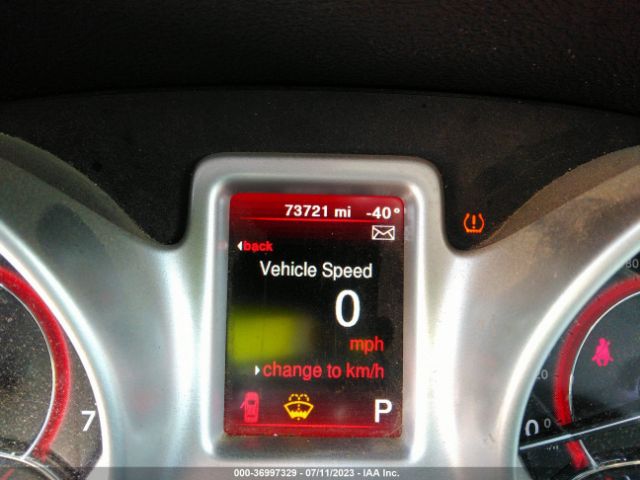 73721 mi -40°
back
Vehicle Speed
0
mph
change to km/h
P
7
000-36997329 - 07/11/2023 - IAA Inc.